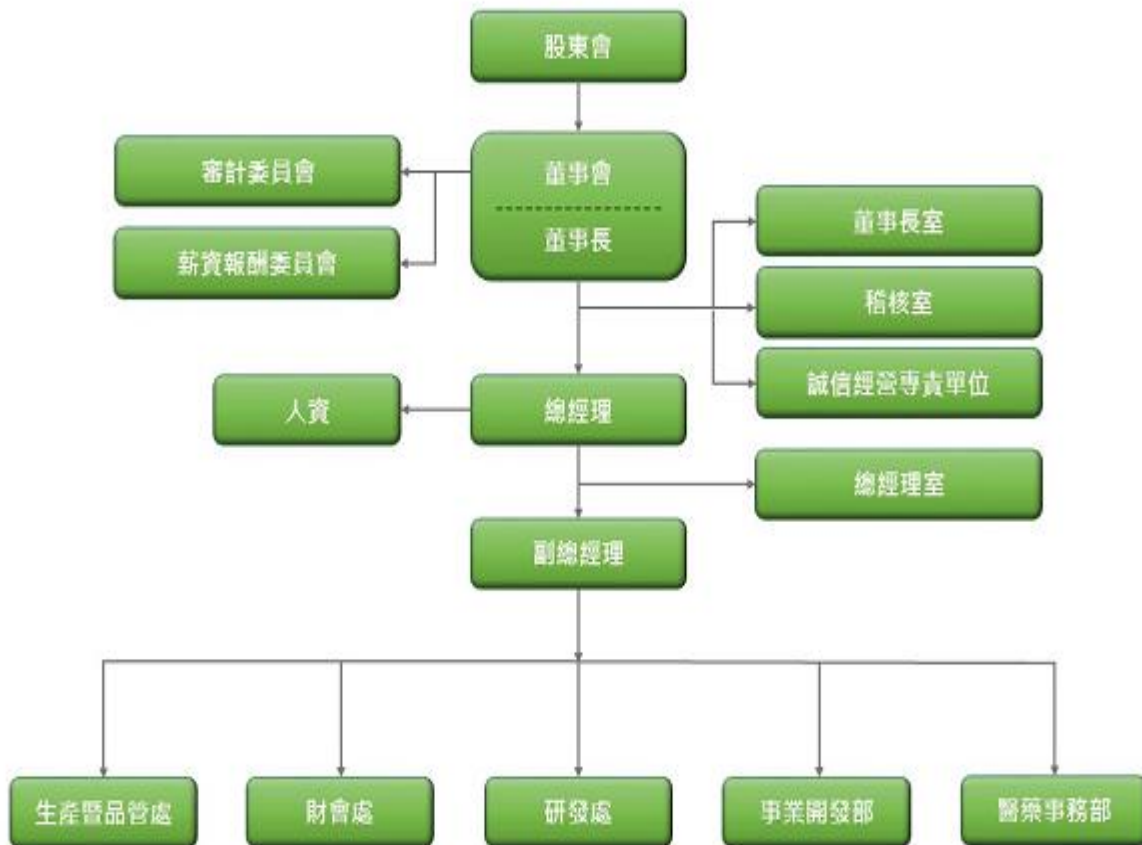 股東會
董事會
董事長
審計委員會
薪資報酬委員會
董事長室
稽核室
誠信經營專責單位
人資
總經理
總經理室
副總經理
生產暨品管處
財會處
研發處
事業開發部
醫藥事務部